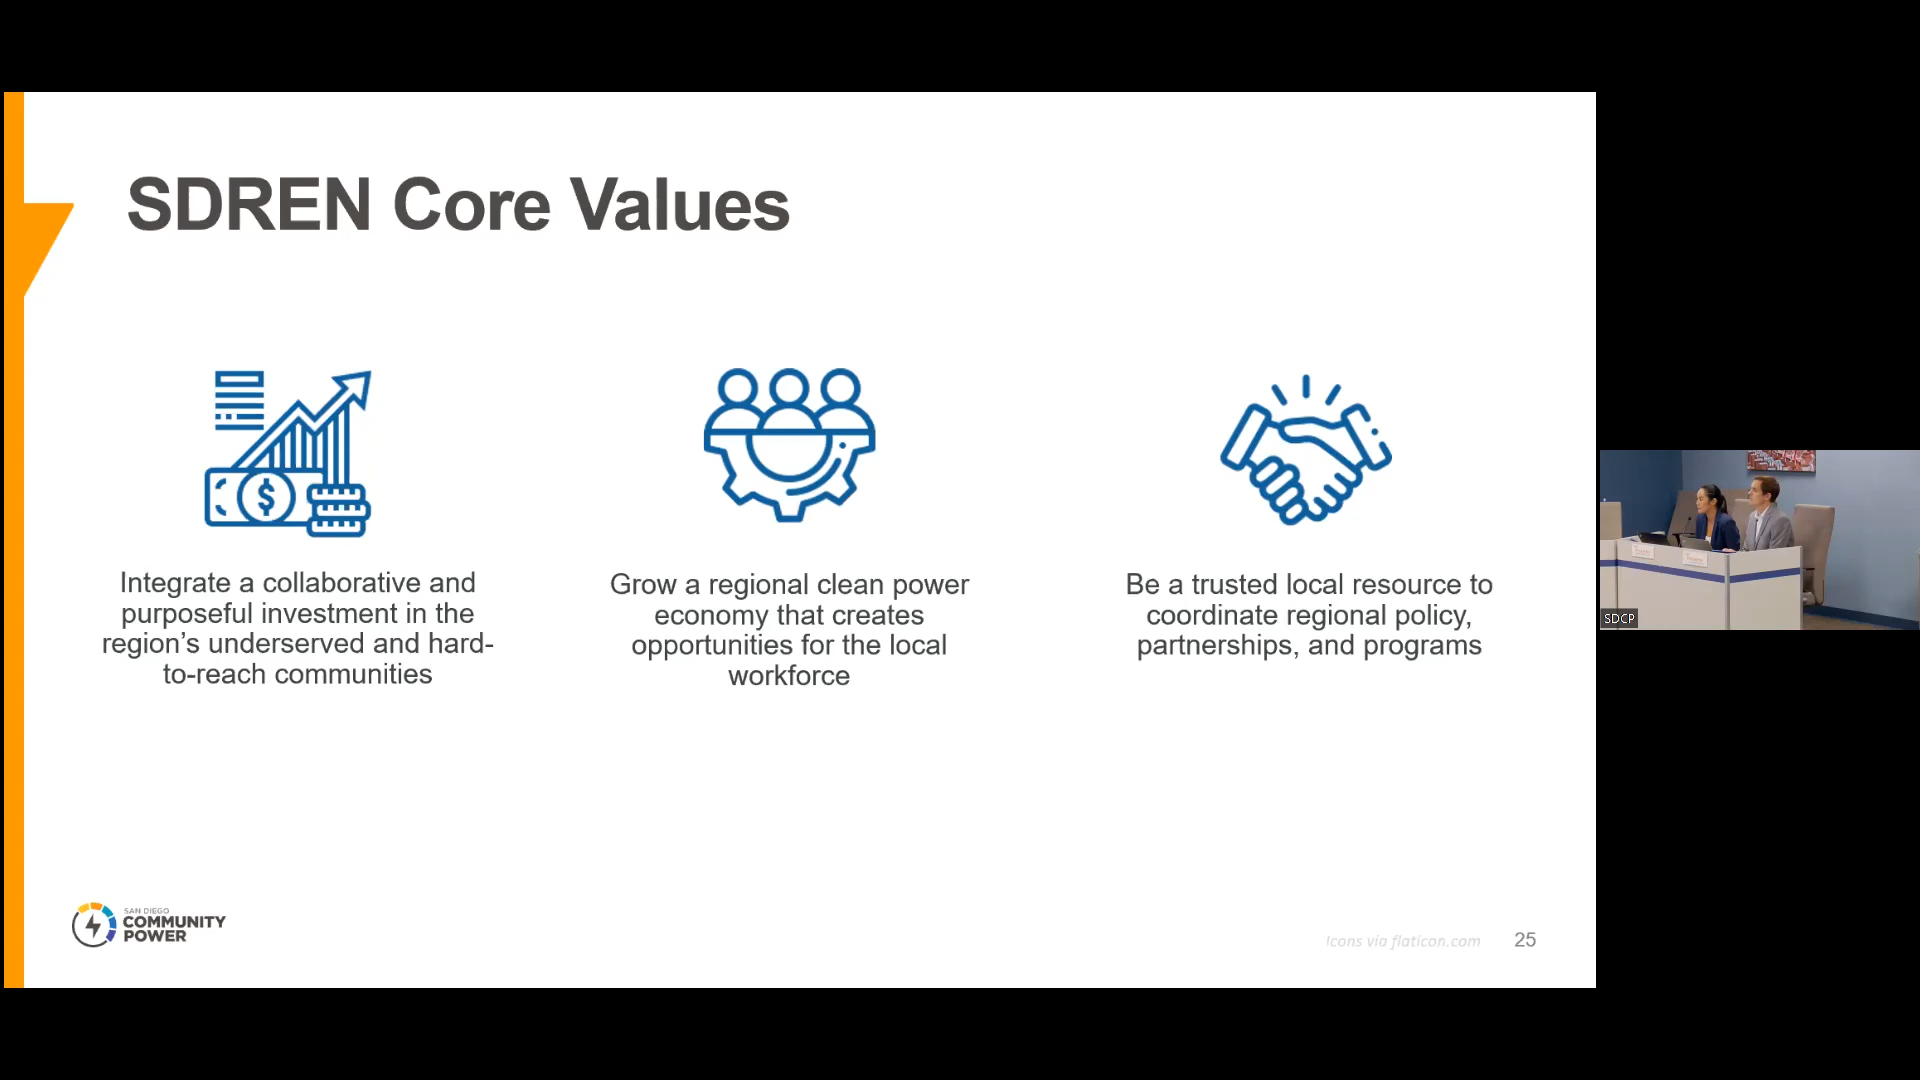 SDREN Core Values
Integrate a collaborative and
purposeful investment in the
region's underserved and hard-
to-reach communities
Grow a regional clean power
economy that creates
opportunities for the local
workforce
Be a trusted local resource to
coordinate regional policy,
partnerships, and programs
SAN DIEGO
COMMUNITY
POWER
Icons via flaticon.com
25
SDCP